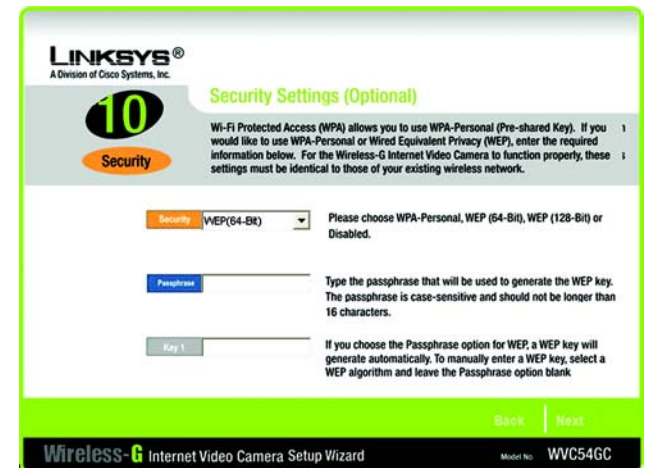 LINKSYS®
A Division of Cisco Systems, Inc.
10
Security
Security Settings (Optional)
Wi-Fi Protected Access (WPA) allows you to use WPA-Personal (Pre-shared Key). If you
would like to use WPA-Personal or Wired Equivalent Privacy (WEP), enter the required
information below. For the Wireless-G Internet Video Camera to function properly, these
settings must be identical to those of your existing wireless network.
Security WEP(64-Bit)
Please choose WPA-Personal, WEP (64-Bit), WEP (128-Bit) or
Disabled.
Passphrase
Type the passphrase that will be used to generate the WEP key.
The passphrase is case-sensitive and should not be longer than
16 characters.
Key 1
If you choose the Passphrase option for WEP, a WEP key will
generate automatically. To manually enter a WEP key, select a
WEP algorithm and leave the Passphrase option blank
Back Next
Wireless-G Internet Video Camera Setup Wizard Model No. WVC54GC